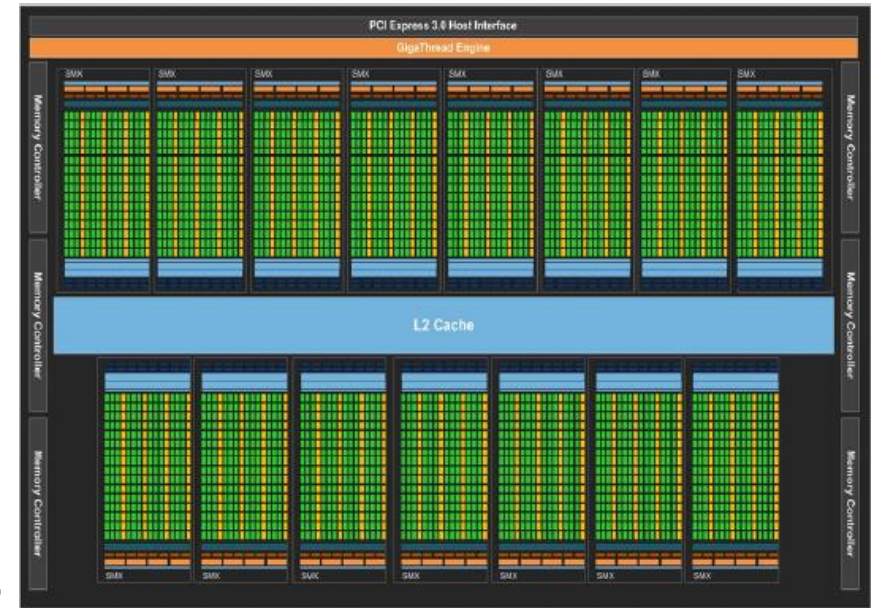 PCI Express 3.0 Host Interface
GigaThread Engine
SMX SMX SMX SMX SMX SMX SMX SMX
Memory Controller
Memory Controller
Memory Controller
Memory Controller
L2 Cache
Memory Controller
Memory Controller
SMX SMX SMX SMX SMX SMX SMX